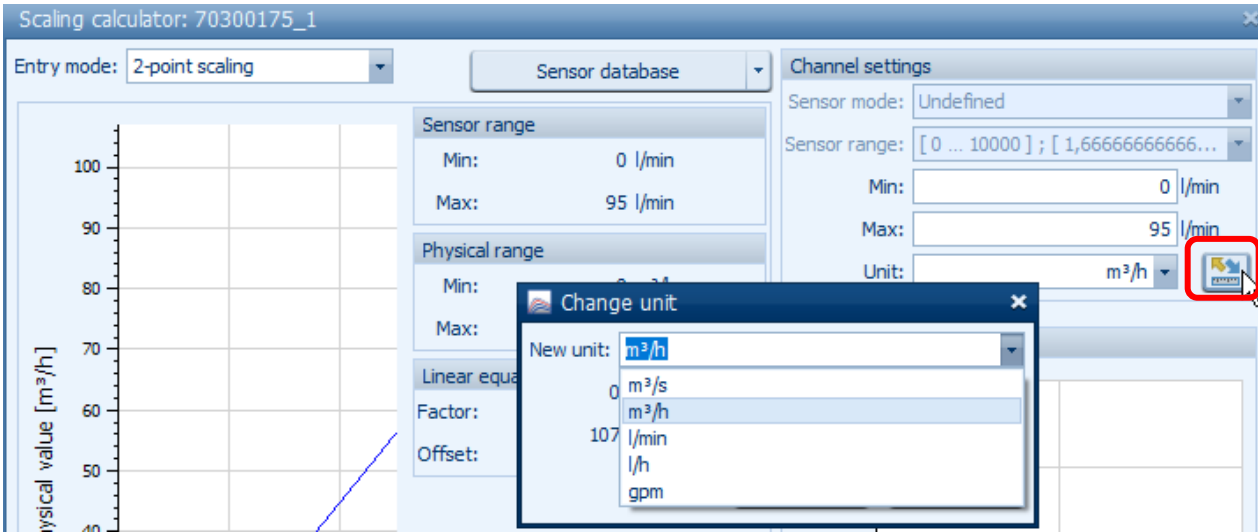 Scaling calculator: 70300175_1
Entry mode: 2-point scaling
Sensor database
Channel settings
Sensor mode: Undefined
Sensor range: [ 0 ... 10000 ] ; [ 1,66666666666...
Min: 0 l/min
Max: 95 l/min
Unit: m³/h
Sensor range
Min: 0 l/min
Max: 95 l/min
Physical range
Min:
Max:
Linear equa
Factor:
Offset:
0
107
100
90
80
70
60
50
40
ysical value [m³/h]
Change unit
New unit: m³/h
m³/s
m³/h
l/min
l/h
gpm